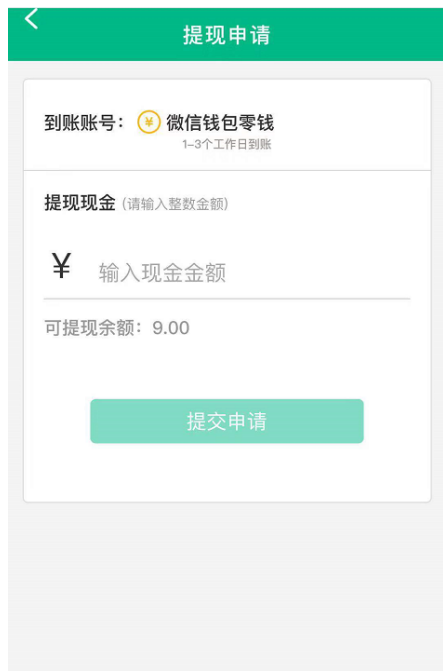 提现申请
到账账号： ¥ 微信钱包零钱
1-3个工作日到账
提现现金 (请输入整数金额)
¥ 输入现金金额
可提现余额：9.00
提交申请